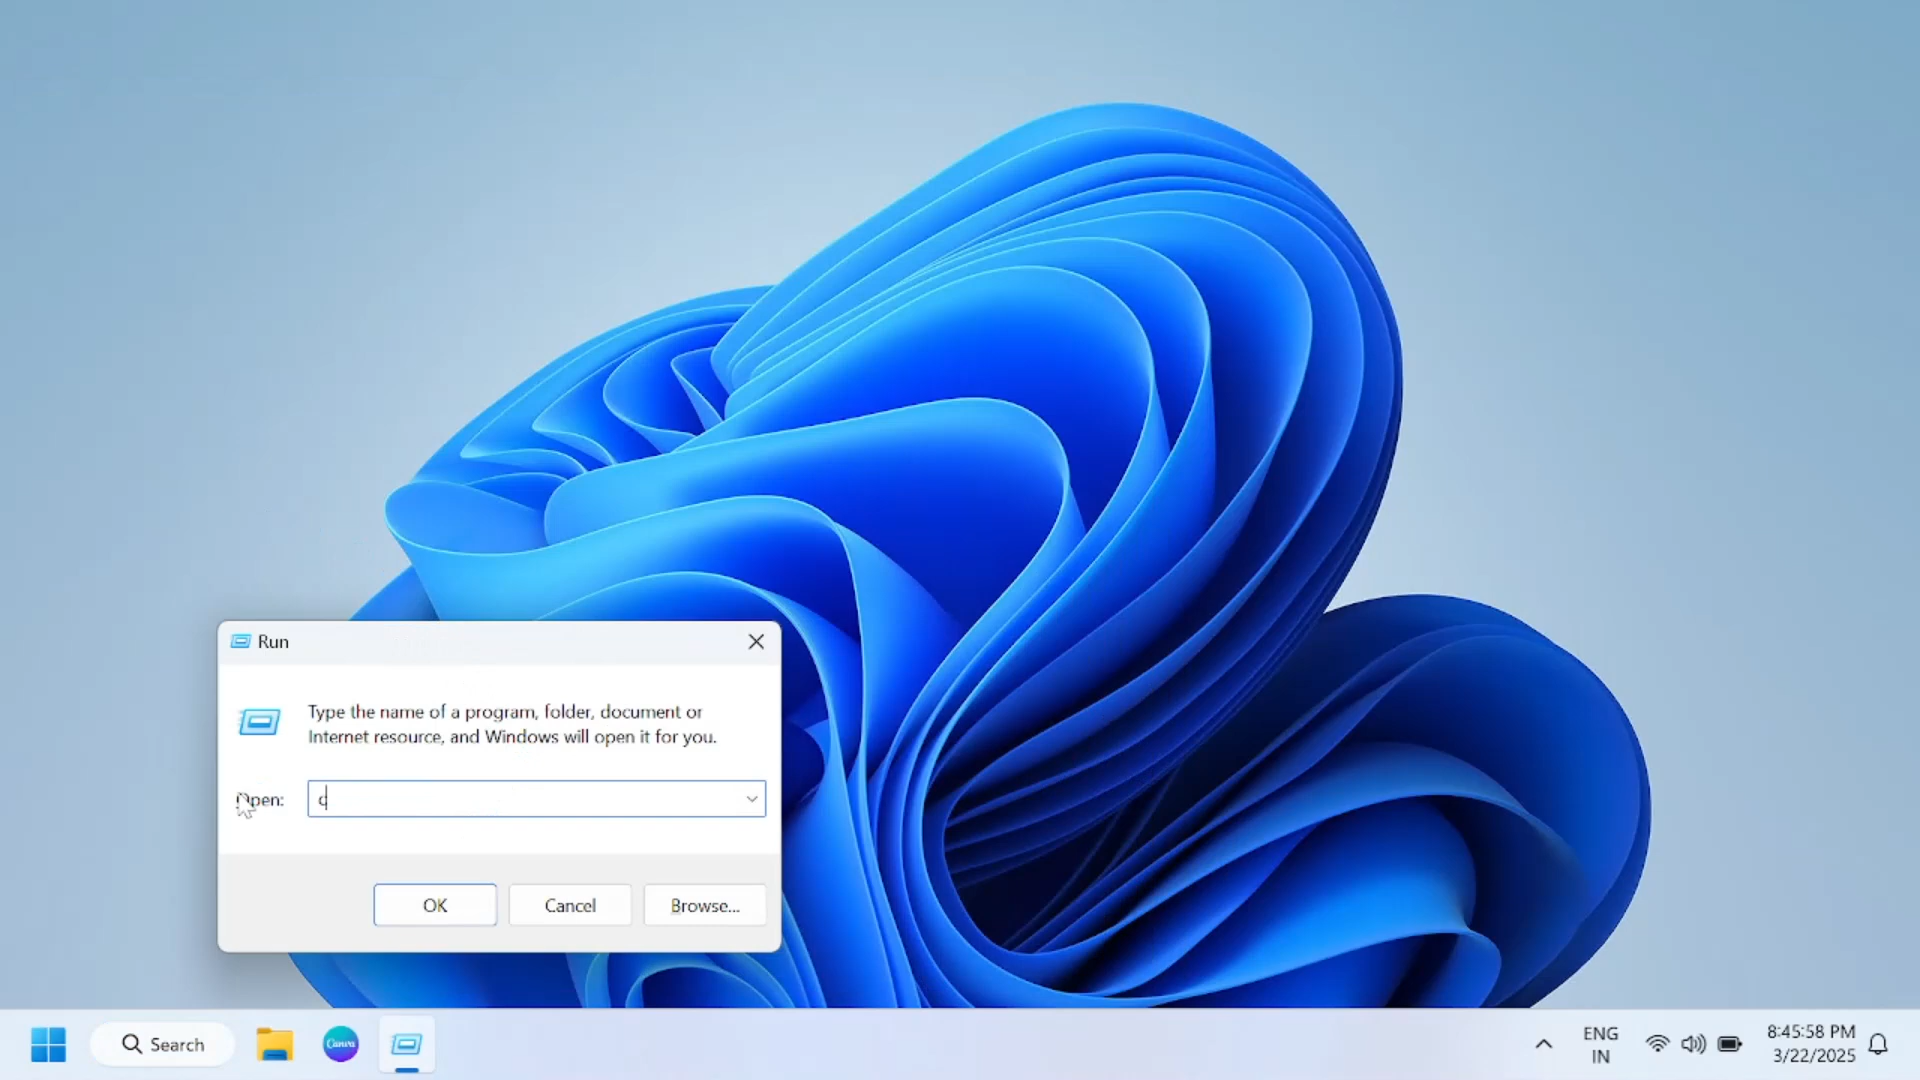 Run
Type the name of a program, folder, document or
Internet resource, and Windows will open it for you.
Open:
c
OK
Cancel
Browse...
Search
Canva
ENG
IN
8:45:58 PM
3/22/2025